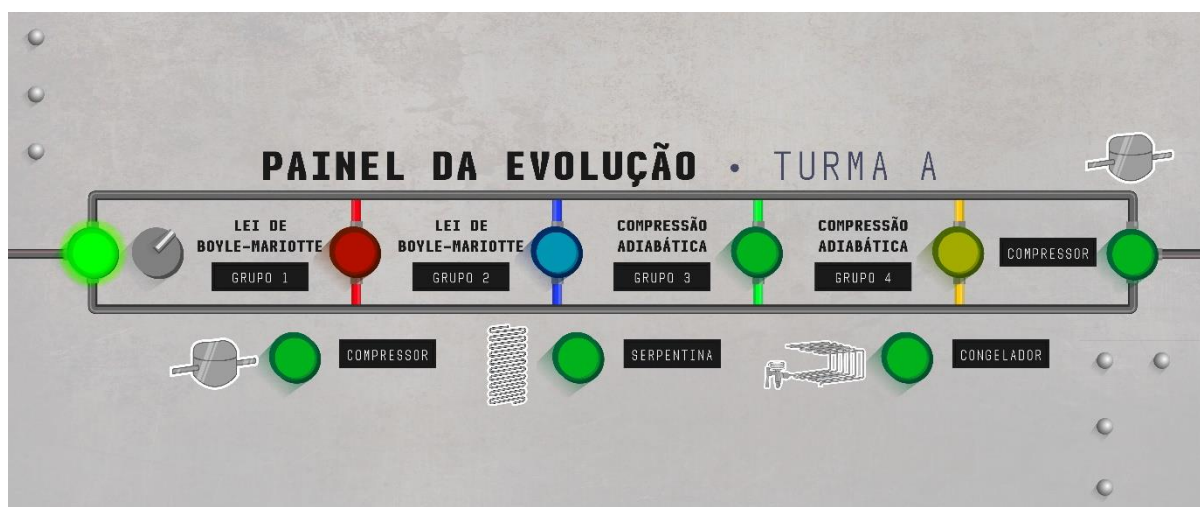 PAINEL DA EVOLUÇÃO • TURMA A
LEI DE
BOYLE-MARIOTTE
GRUPO 1
LEI DE
BOYLE-MARIOTTE
GRUPO 2
COMPRESSÃO
ADIABÁTICA
GRUPO 3
COMPRESSÃO
ADIABÁTICA
GRUPO 4
COMPRESSOR
COMPRESSOR
SERPENTINA
CONGELADOR